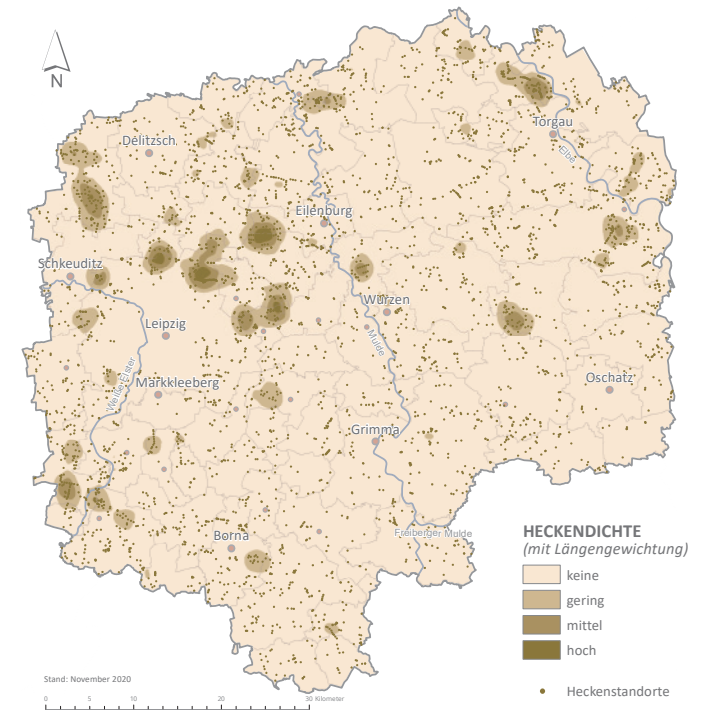 N
Delitzsch
Torgau
Elbe
Eilenburg
Schkeuditz
Wurzen
Leipzig
Mulde
Weiße Elster
Oschatz
Markkleeberg
Grimma
Borna
Freiberger Mulde
HECKENDICHTE
(mit Längengewichtung)
keine
gering
mittel
hoch
Heckenstandorte
Stand: November 2020
0 5 10 20 30 Kilometer